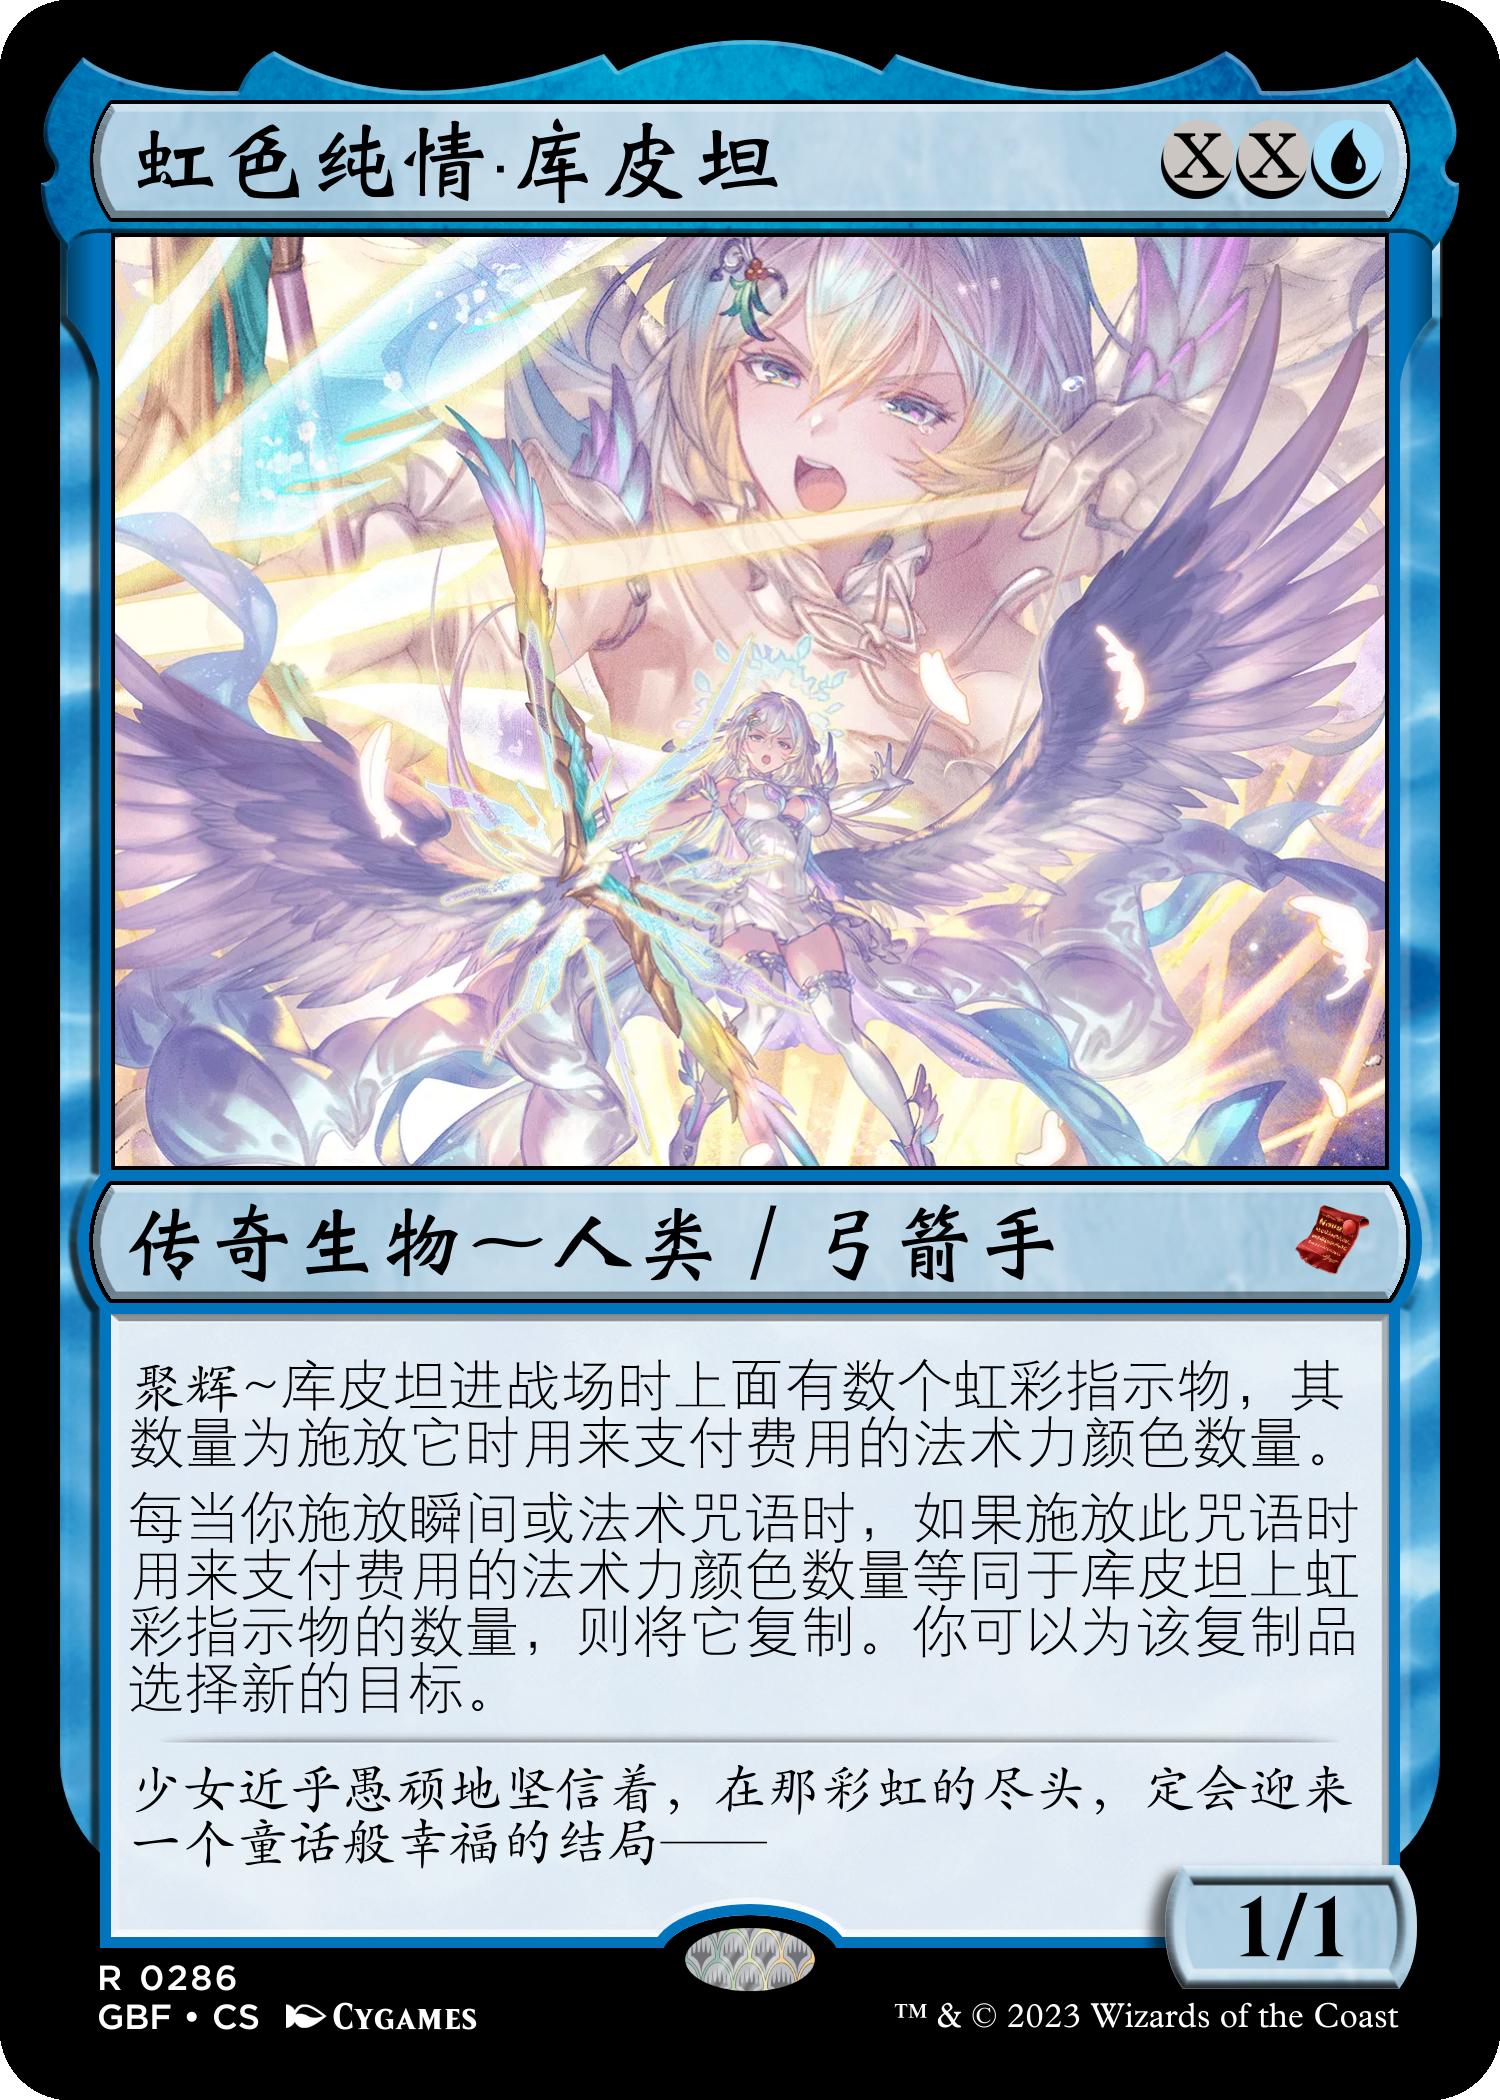 虹色纯情·库皮坦
X X
传奇生物～人类 / 弓箭手
聚辉~库皮坦进战场时上面有数个虹彩指示物，其
数量为施放它时用来支付费用的法术力颜色数量。
每当你施放瞬间或法术咒语时，如果施放此咒语时
用来支付费用的法术力颜色数量等同于库皮坦上虹
彩指示物的数量，则将它复制。你可以为该复制品
选择新的目标。
少女近乎愚顽地坚信着，在那彩虹的尽头，定会迎来
一个童话般幸福的结局——
1/1
R 0286
GBF • CS CYGAMES
™ & © 2023 Wizards of the Coast